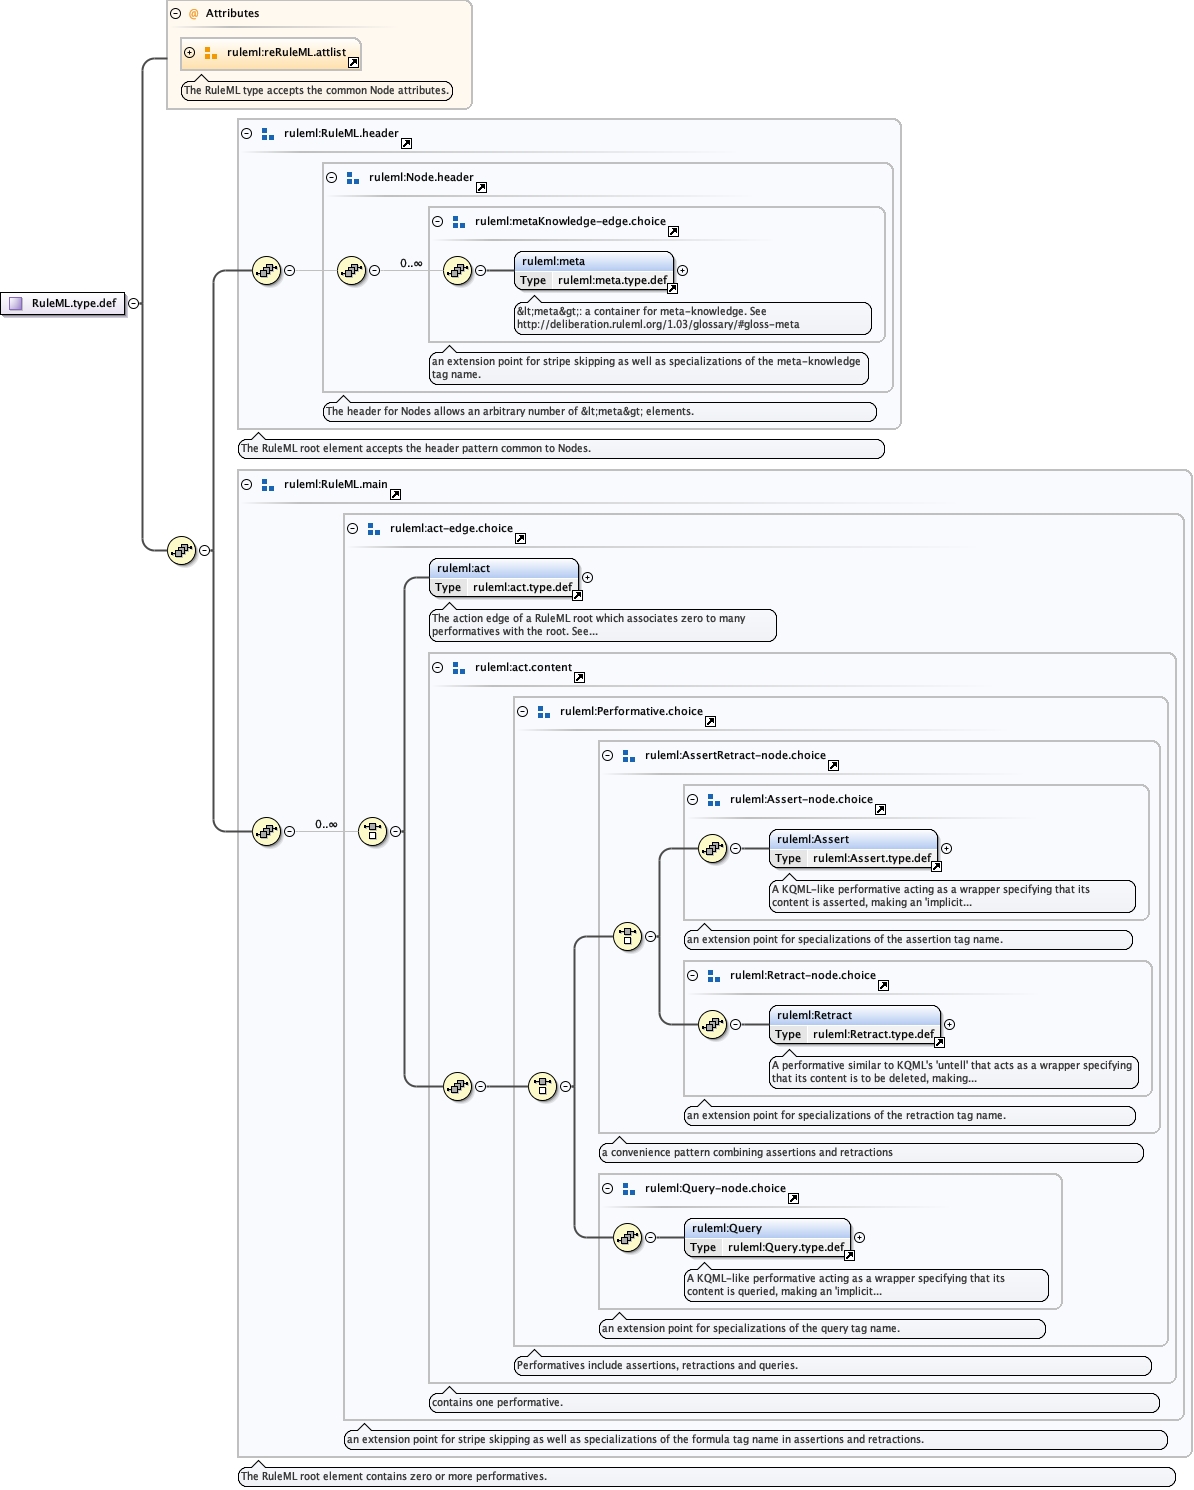 @ Attributes
ruleml:reRuleML.attlist
The RuleML type accepts the common Node attributes.
ruleml:RuleML.header
ruleml:Node.header
ruleml:metaKnowledge-edge.choice
0..∞
ruleml:meta
Type ruleml:meta.type.def
&lt;meta&gt;: a container for meta-knowledge. See
http://deliberation.ruleml.org/1.03/glossary/#gloss-meta
an extension point for stripe skipping as well as specializations of the meta-knowledge
tag name.
The header for Nodes allows an arbitrary number of &lt;meta&gt; elements.
The RuleML root element accepts the header pattern common to Nodes.
RuleML.type.def
ruleml:RuleML.main
ruleml:act-edge.choice
ruleml:act
Type ruleml:act.type.def
The action edge of a RuleML root which associates zero to many
performatives with the root. See...
ruleml:act.content
ruleml:Performative.choice
ruleml:AssertRetract-node.choice
ruleml:Assert-node.choice
0..∞
ruleml:Assert
Type ruleml:Assert.type.def
A KQML-like performative acting as a wrapper specifying that its
content is asserted, making an 'implicit...
an extension point for specializations of the assertion tag name.
ruleml:Retract-node.choice
ruleml:Retract
Type ruleml:Retract.type.def
A performative similar to KQML's 'untell' that acts as a wrapper specifying
that its content is to be deleted, making...
an extension point for specializations of the retraction tag name.
a convenience pattern combining assertions and retractions
ruleml:Query-node.choice
ruleml:Query
Type ruleml:Query.type.def
A KQML-like performative acting as a wrapper specifying that its
content is queried, making an 'implicit...
an extension point for specializations of the query tag name.
Performatives include assertions, retractions and queries.
contains one performative.
an extension point for stripe skipping as well as specializations of the formula tag name in assertions and retractions.
The RuleML root element contains zero or more performatives.